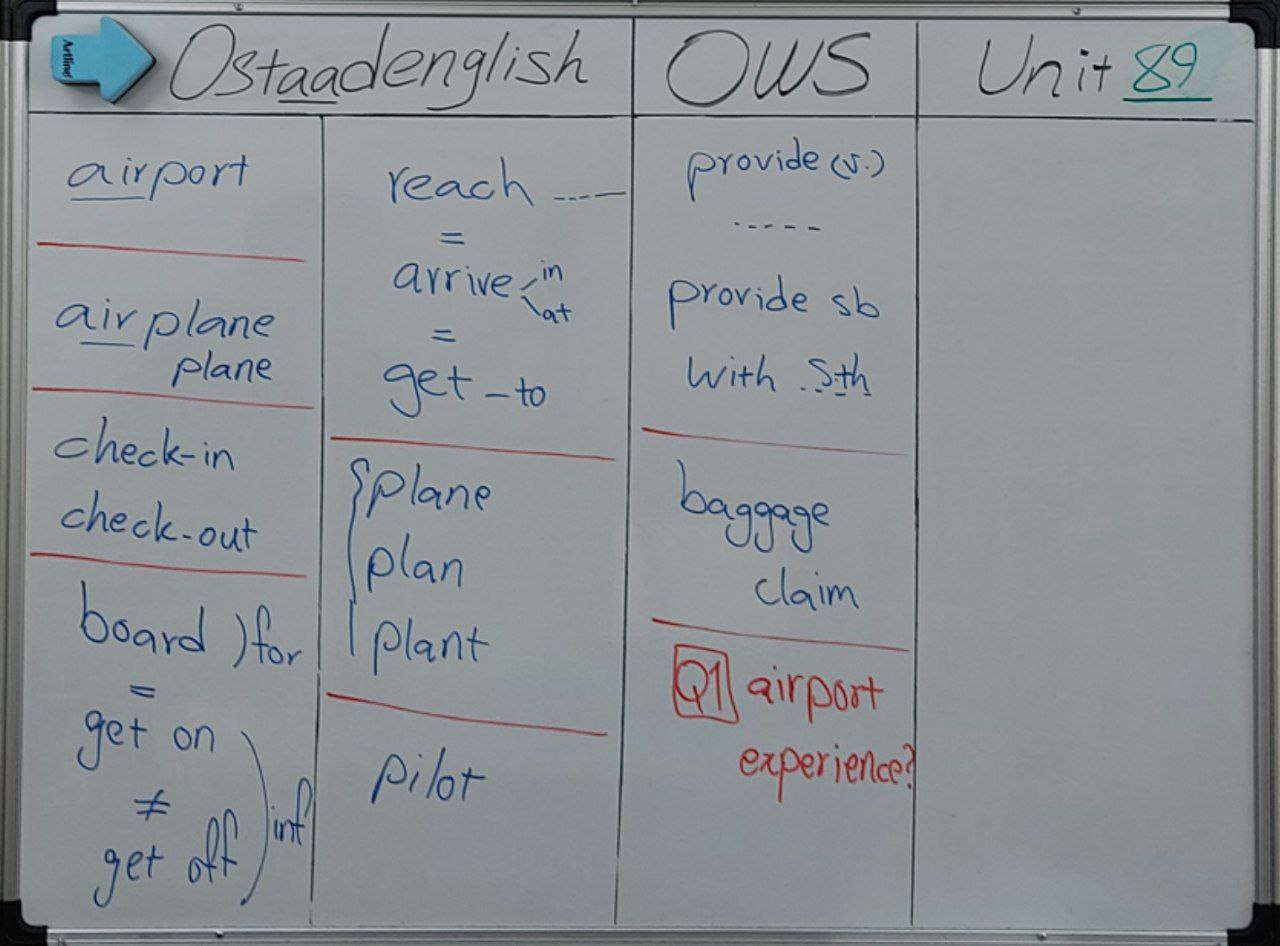 Artline
Ostaadenglish
OWS
Unit 89
airport
airplane
plane
check-in
check-out
board ) for
=
get on
≠
get off
) inf
reach ----
=
arrive < in
at
=
get - to
{ plane
plan
plant
pilot
provide (v.)
-----
provide sb
with sth
baggage
claim
Q1 airport
experience?